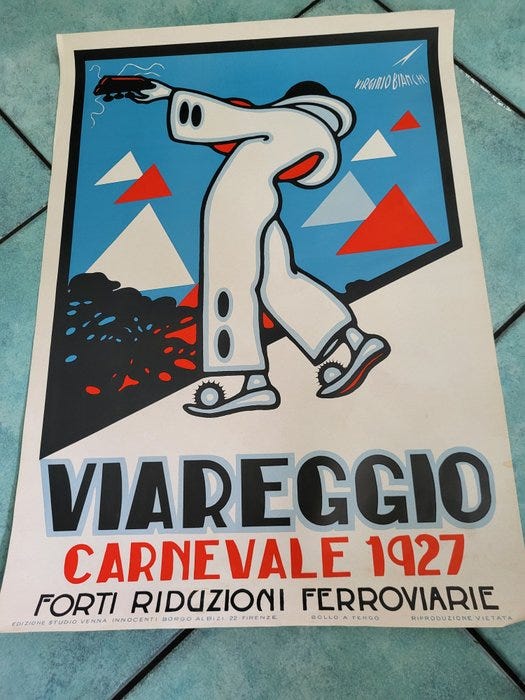 VIRGINIO BIANCHI
VIAREGGIO
CARNEVALE 1927
FORTI RIDUZIONI FERROVIARIE
EDIZIONE STUDIO VENNA INNOCENTI BORGO ALBIZI 22 FIRENZE BOLLO A TERGO RIPRODUZIONE VIETATA